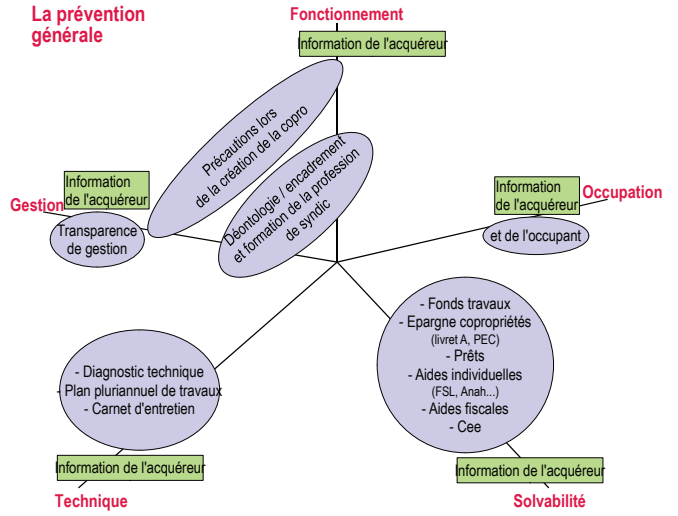 La prévention
générale
Fonctionnement
Information de l'acquéreur
Précautions lors
de la création de la copro
Déontologie / encadrement
et formation de la profession
de syndic
Information
de l'acquéreur
Gestion
Transparence
de gestion
Information
de l'acquéreur
Occupation
et de l'occupant
- Fonds travaux
- Epargne copropriétés
(livret A, PEC)
- Prêts
- Aides individuelles
(FSL, Anah...)
- Aides fiscales
- Cee
- Diagnostic technique
- Plan pluriannuel de travaux
- Carnet d'entretien
Information de l'acquéreur
Technique
Information de l'acquéreur
Solvabilité